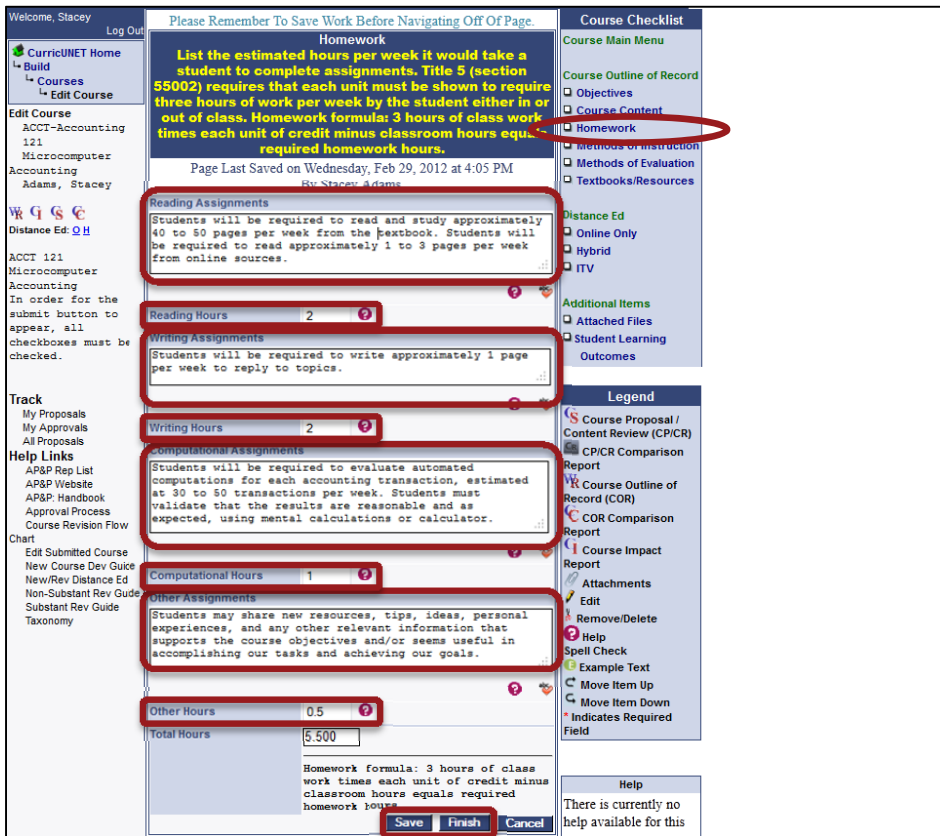 Welcome, Stacey
Log Out
CurricUNET Home
Build
Courses
Edit Course
Edit Course
ACCT-Accounting
121
Microcomputer
Accounting
Adams, Stacey
WR CI CS CC
Distance Ed: O H
ACCT 121
Microcomputer
Accounting
In order for the
submit button to
appear, all
checkboxes must be
checked.
Track
My Proposals
My Approvals
All Proposals
Help Links
AP&P Rep List
AP&P Website
AP&P: Handbook
Approval Process
Course Revision Flow
Chart
Edit Submitted Course
New Course Dev Guide
New/Rev Distance Ed
Non-Substant Rev Gude
Substant Rev Guide
Taxonomy
Please Remember To Save Work Before Navigating Off Of Page.
Homework
List the estimated hours per week it would take a
student to complete assignments. Title 5 (section
55002) requires that each unit must be shown to require
three hours of work per week by the student either in or
out of class. Homework formula: 3 hours of class work
times each unit of credit minus classroom hours equals
required homework hours.
Page Last Saved on Wednesday, Feb 29, 2012 at 4:05 PM
By Stacey Adams
Reading Assignments
Students will be required to read and study approximately
40 to 50 pages per week from the textbook. Students will
be required to read approximately 1 to 3 pages per week
from online sources.
Reading Hours 2
Writing Assignments
Students will be required to write approximately 1 page
per week to reply to topics.
Writing Hours 2
Computational Assignments
Students will be required to evaluate automated
computations for each accounting transaction, estimated
at 30 to 50 transactions per week. Students must
validate that the results are reasonable and as
expected, using mental calculations or calculator.
Computational Hours 1
Other Assignments
Students may share new resources, tips, ideas, personal
experiences, and any other relevant information that
supports the course objectives and/or seems useful in
accomplishing our tasks and achieving our goals.
Other Hours 0.5
Total Hours 5.500
Homework formula: 3 hours of class
work times each unit of credit minus
classroom hours equals required
homework hours
Save Finish Cancel
Course Checklist
Course Main Menu
Course Outline of Record
Objectives
Course Content
Homework
Methods of Instruction
Methods of Evaluation
Textbooks/Resources
Distance Ed
Online Only
Hybrid
ITV
Additional Items
Attached Files
Student Learning
Outcomes
Legend
CS Course Proposal /
Content Review (CP/CR)
CP/CR Comparison
Report
WR Course Outline of
Record (COR)
CC COR Comparison
Report
CI Course Impact
Report
Attachments
Edit
Remove/Delete
? Help
Spell Check
E Example Text
Move Item Up
Move Item Down
* Indicates Required
Field
Help
There is currently no
help available for this